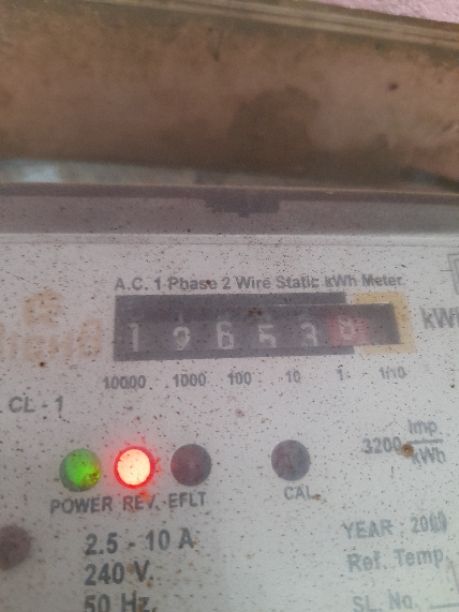 A.C. 1 Phase 2 Wire Static kWh Meter
1 9 6 5 3
10000 1000 100 10 1 1/10
CL - 1
3200 Imp
kWh
POWER REV. EFLT CAL
2.5 - 10 A
240 V.
50 Hz.
YEAR : 2009
Ref. Temp.
SL. No.